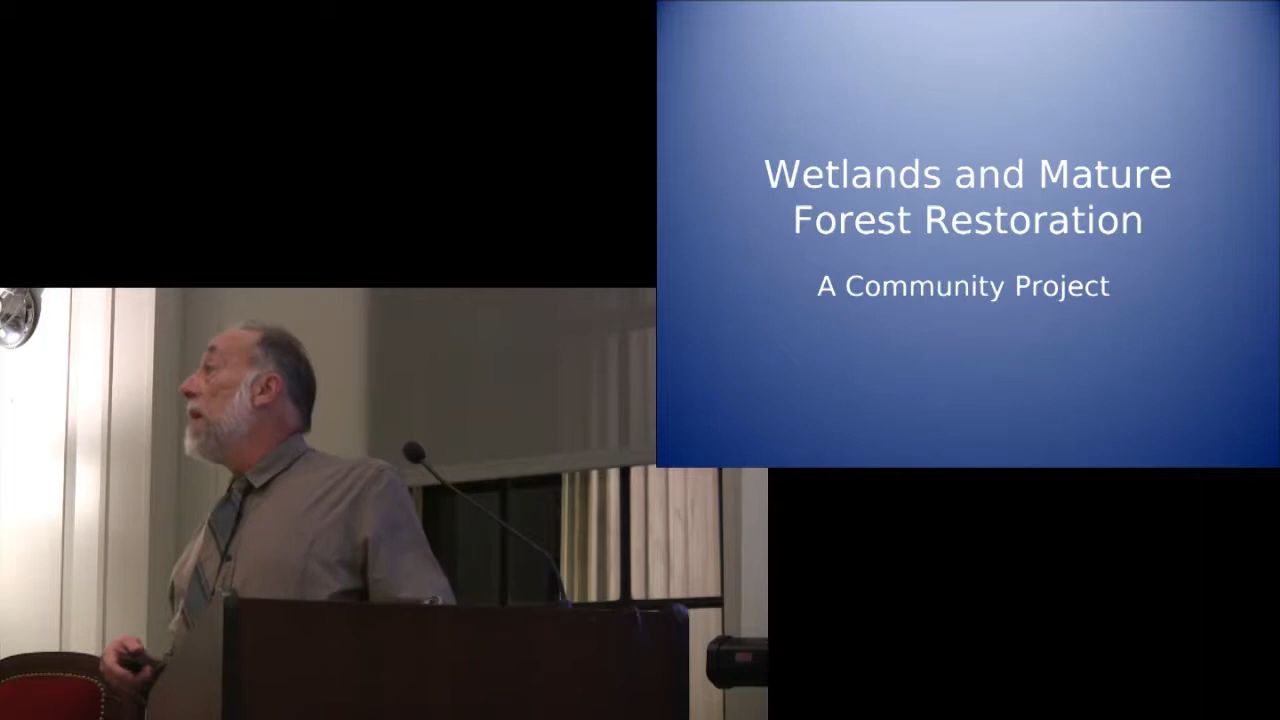 Wetlands and Mature
Forest Restoration
A Community Project